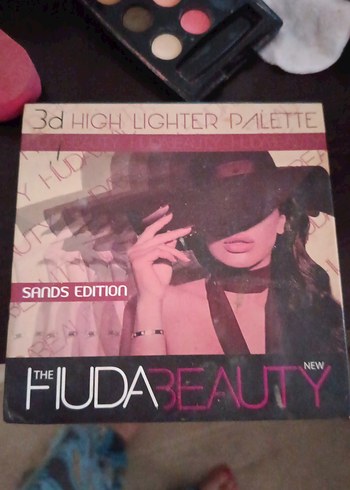 3d HIGH LIGHTER PALETTE
SANDS EDITION
THE HUDABEAUTY
NEW